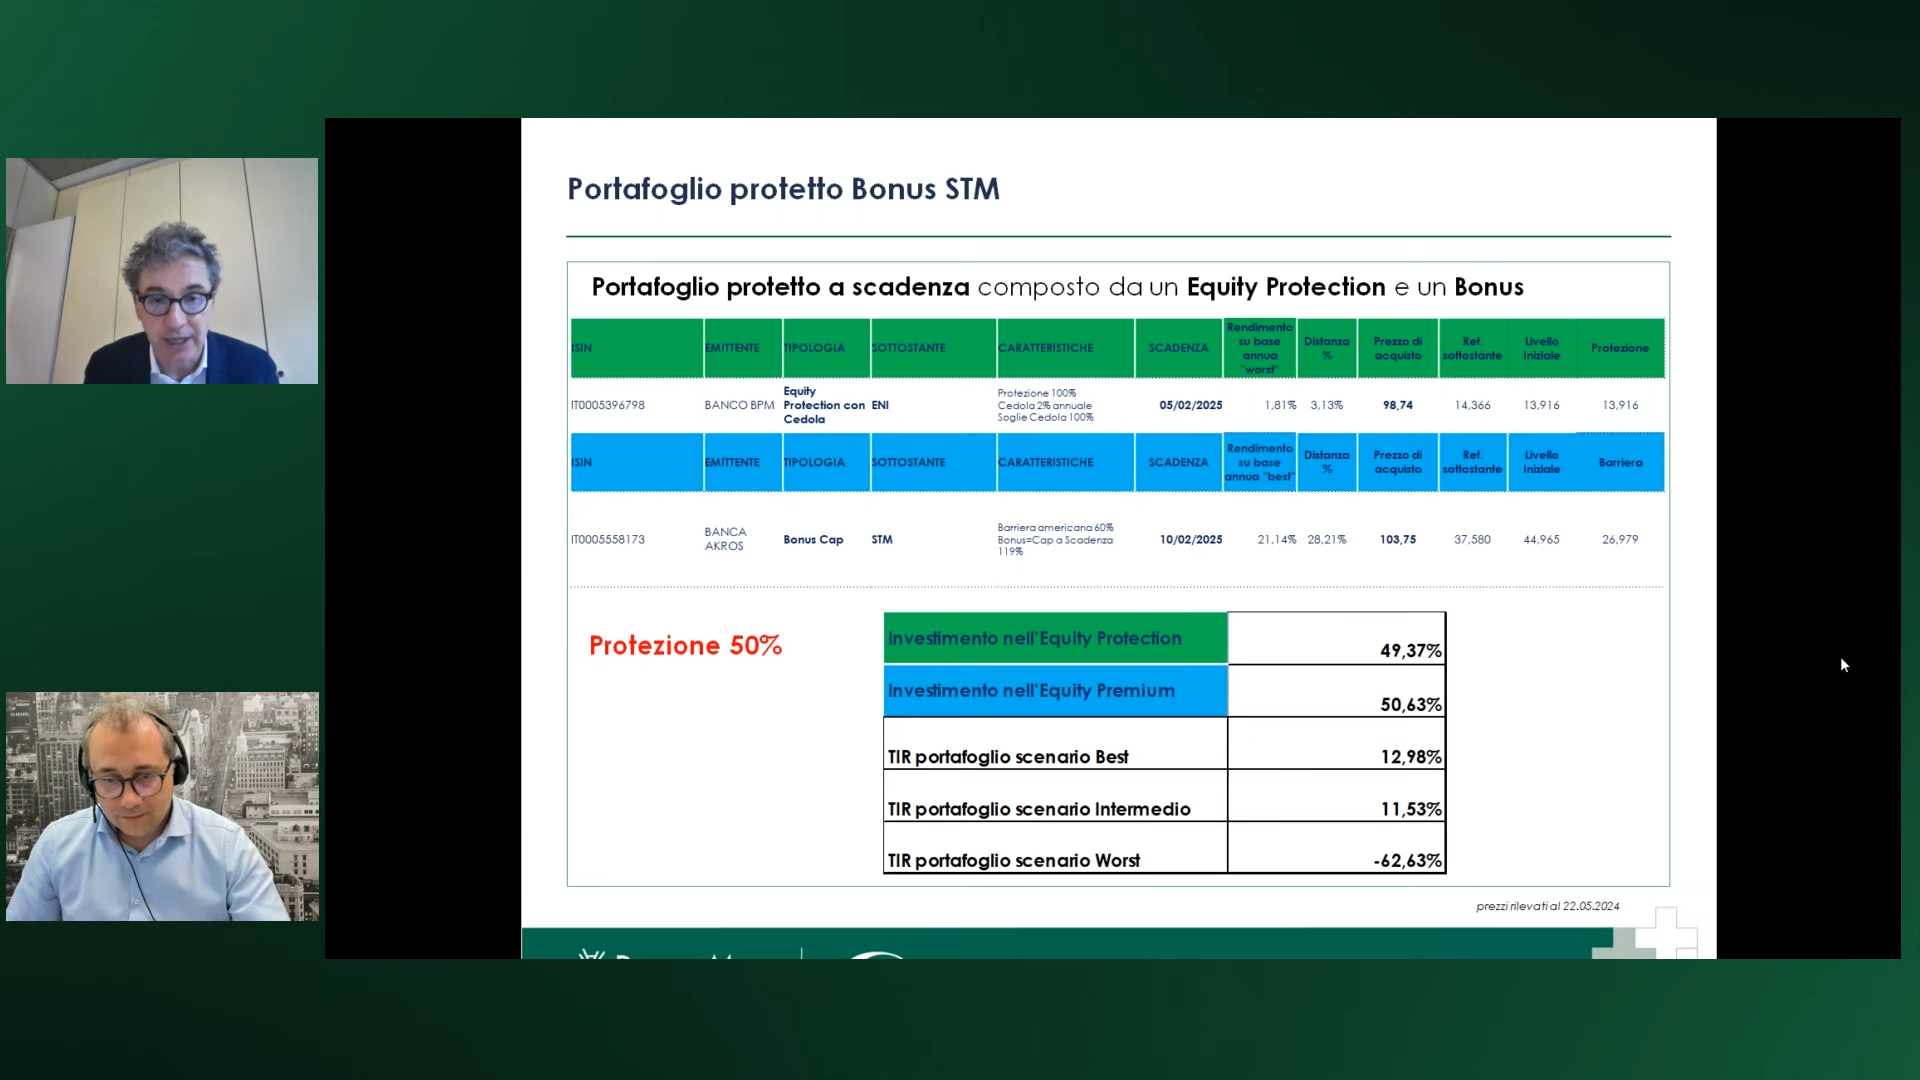 Portafoglio protetto Bonus STM
Portafoglio protetto a scadenza composto da un Equity Protection e un Bonus
ISIN EMITTENTE TIPOLOGIA SOTTOSTANTE CARATTERISTICHE SCADENZA Rendimento su base annua "worst" Distanza % Prezzo di acquisto Ref. sottostante Livello Iniziale Protezione
IT0005396798 BANCO BPM Equity Protection con Cedola ENI Protezione 100% Cedola 2% annuale Soglie Cedola 100% 05/02/2025 1,81% 3,13% 98,74 14,366 13,916 13,916
ISIN EMITTENTE TIPOLOGIA SOTTOSTANTE CARATTERISTICHE SCADENZA Rendimento su base annua "best" Distanza % Prezzo di acquisto Ref. sottostante Livello Iniziale Barriera
IT0005558173 BANCA AKROS Bonus Cap STM Barriera americana 60% Bonus=Cap a Scadenza 119% 10/02/2025 21,14% 28,21% 103,75 37,580 44,965 26,979
Protezione 50%
Investimento nell'Equity Protection 49,37%
Investimento nell'Equity Premium 50,63%
TIR portafoglio scenario Best 12,98%
TIR portafoglio scenario Intermedio 11,53%
TIR portafoglio scenario Worst -62,63%
prezzi rilevati al 22.05.2024